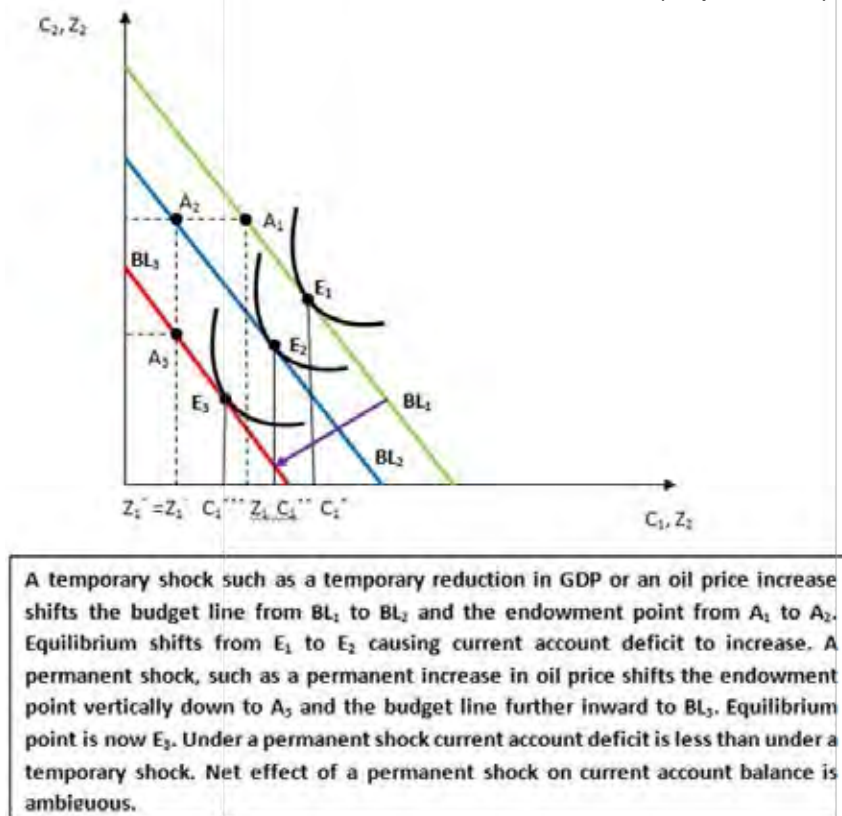 C₂, Z₂
A₂
A₁
BL₃
E₁
E₂
A₃
E₃
BL₁
BL₂
Z₁''=Z₁' C₁*** Z₁ C₁** C₁*
C₁, Z₂
A temporary shock such as a temporary reduction in GDP or an oil price increase
shifts the budget line from BL₁ to BL₂ and the endowment point from A₁ to A₂.
Equilibrium shifts from E₁ to E₂ causing current account deficit to increase. A
permanent shock, such as a permanent increase in oil price shifts the endowment
point vertically down to A₃ and the budget line further inward to BL₃. Equilibrium
point is now E₃. Under a permanent shock current account deficit is less than under a
temporary shock. Net effect of a permanent shock on current account balance is
ambiguous.